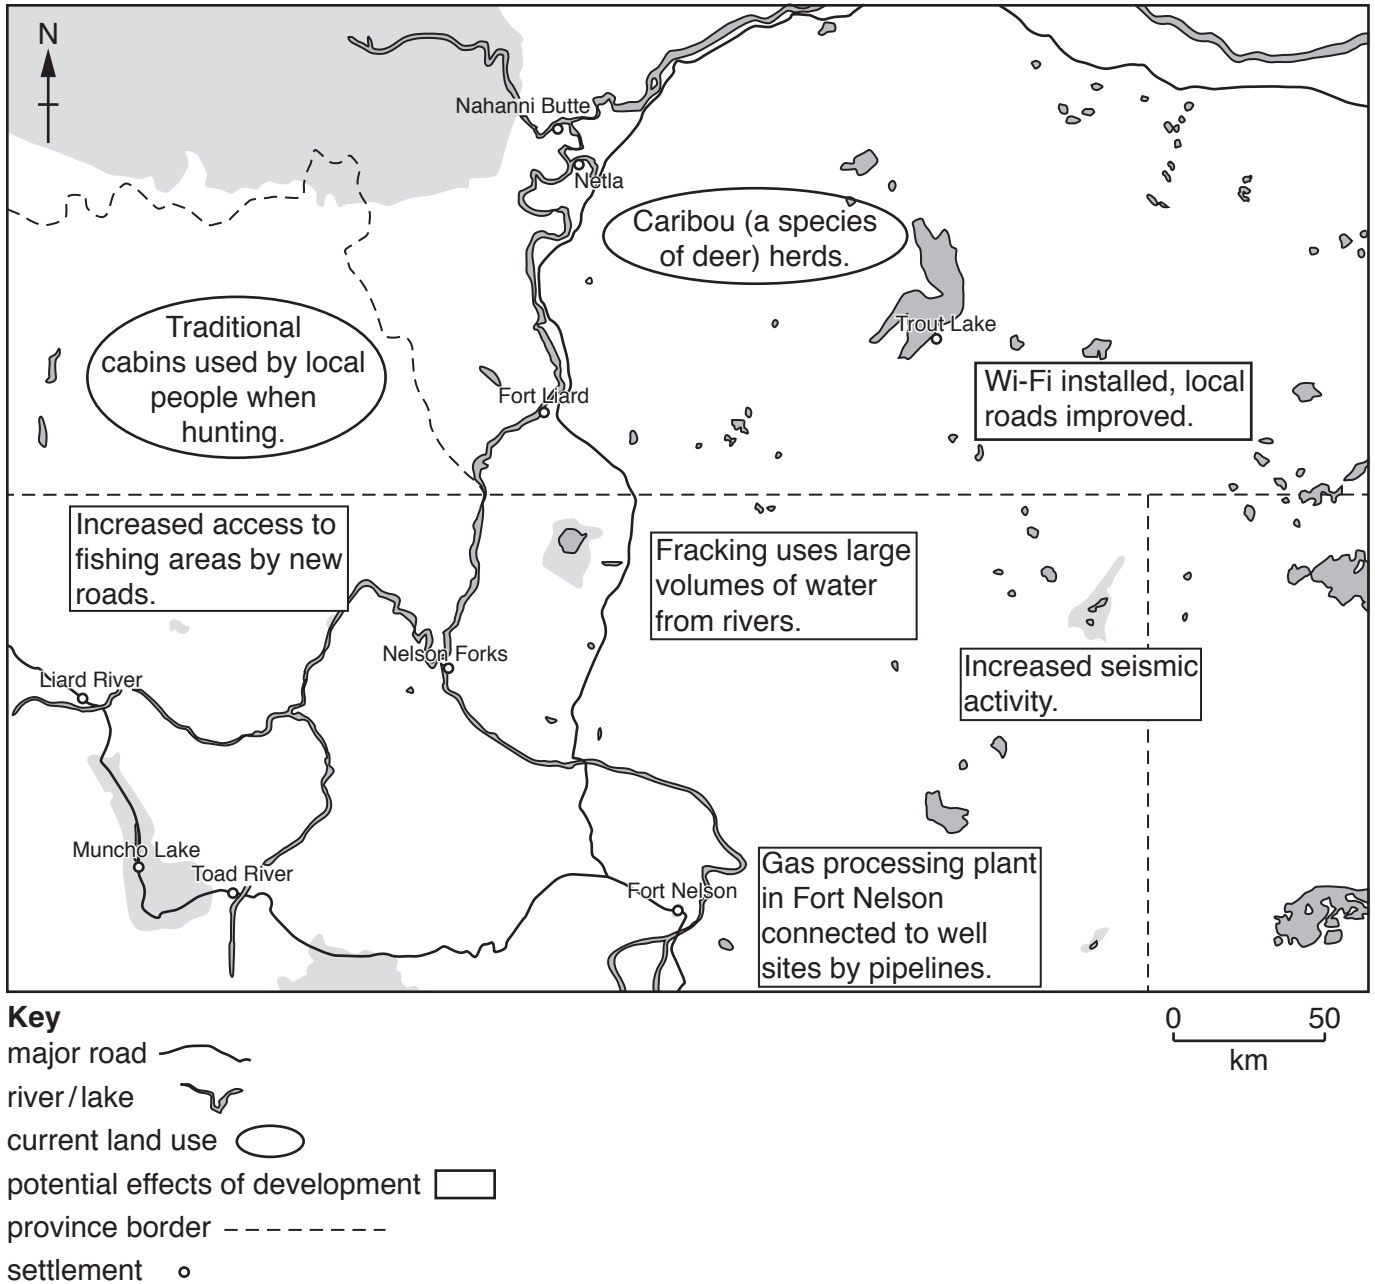 N
Nahanni Butte
Netla
Caribou (a species
of deer) herds.
Traditional
cabins used by local
people when
hunting.
Trout Lake
Wi-Fi installed, local
roads improved.
Fort Liard
Increased access to
fishing areas by new
roads.
Fracking uses large
volumes of water
from rivers.
Nelson Forks
Increased seismic
activity.
Liard River
Muncho Lake
Toad River
Fort Nelson
Gas processing plant
in Fort Nelson
connected to well
sites by pipelines.
Key
0 50
km
major road
river / lake
current land use
potential effects of development
province border
settlement